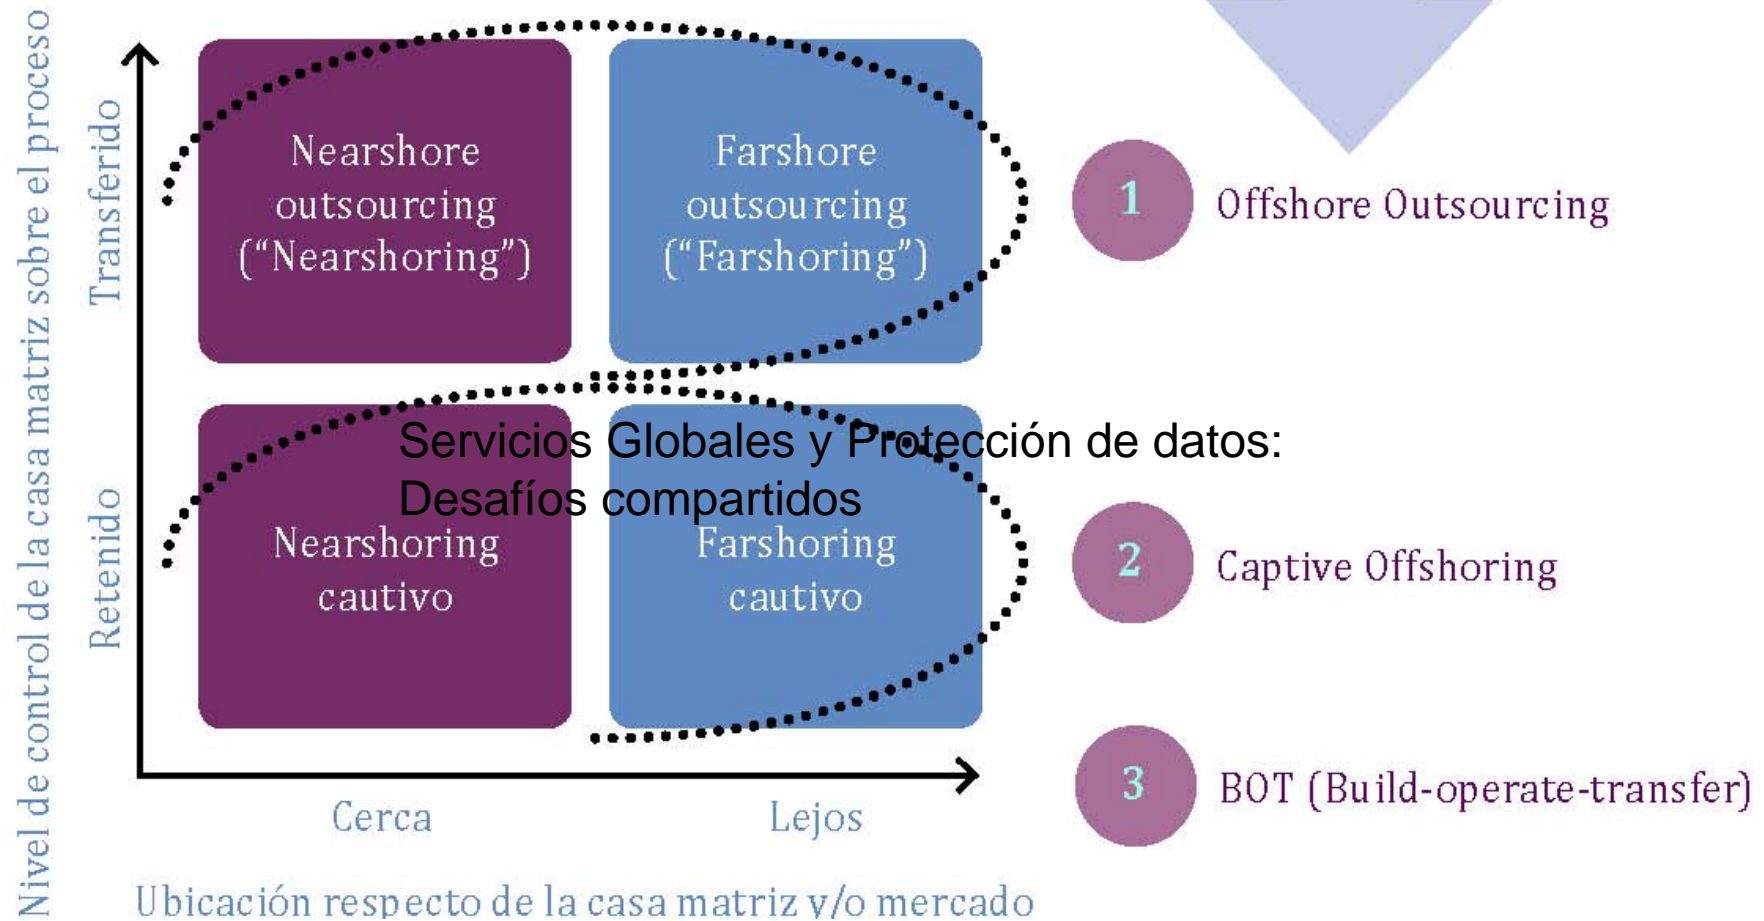 Nivel de control de la casa matriz sobre el proceso
Transferido
Retenido
Nearshore
outsourcing
(“Nearshoring”)
Farshore
outsourcing
(“Farshoring”)
1
Offshore Outsourcing
Servicios Globales y Protección de datos:
Desafíos compartidos
Nearshoring
cautivo
Farshoring
cautivo
2
Captive Offshoring
3
BOT (Build-operate-transfer)
Cerca
Lejos
Ubicación respecto de la casa matriz y/o mercado